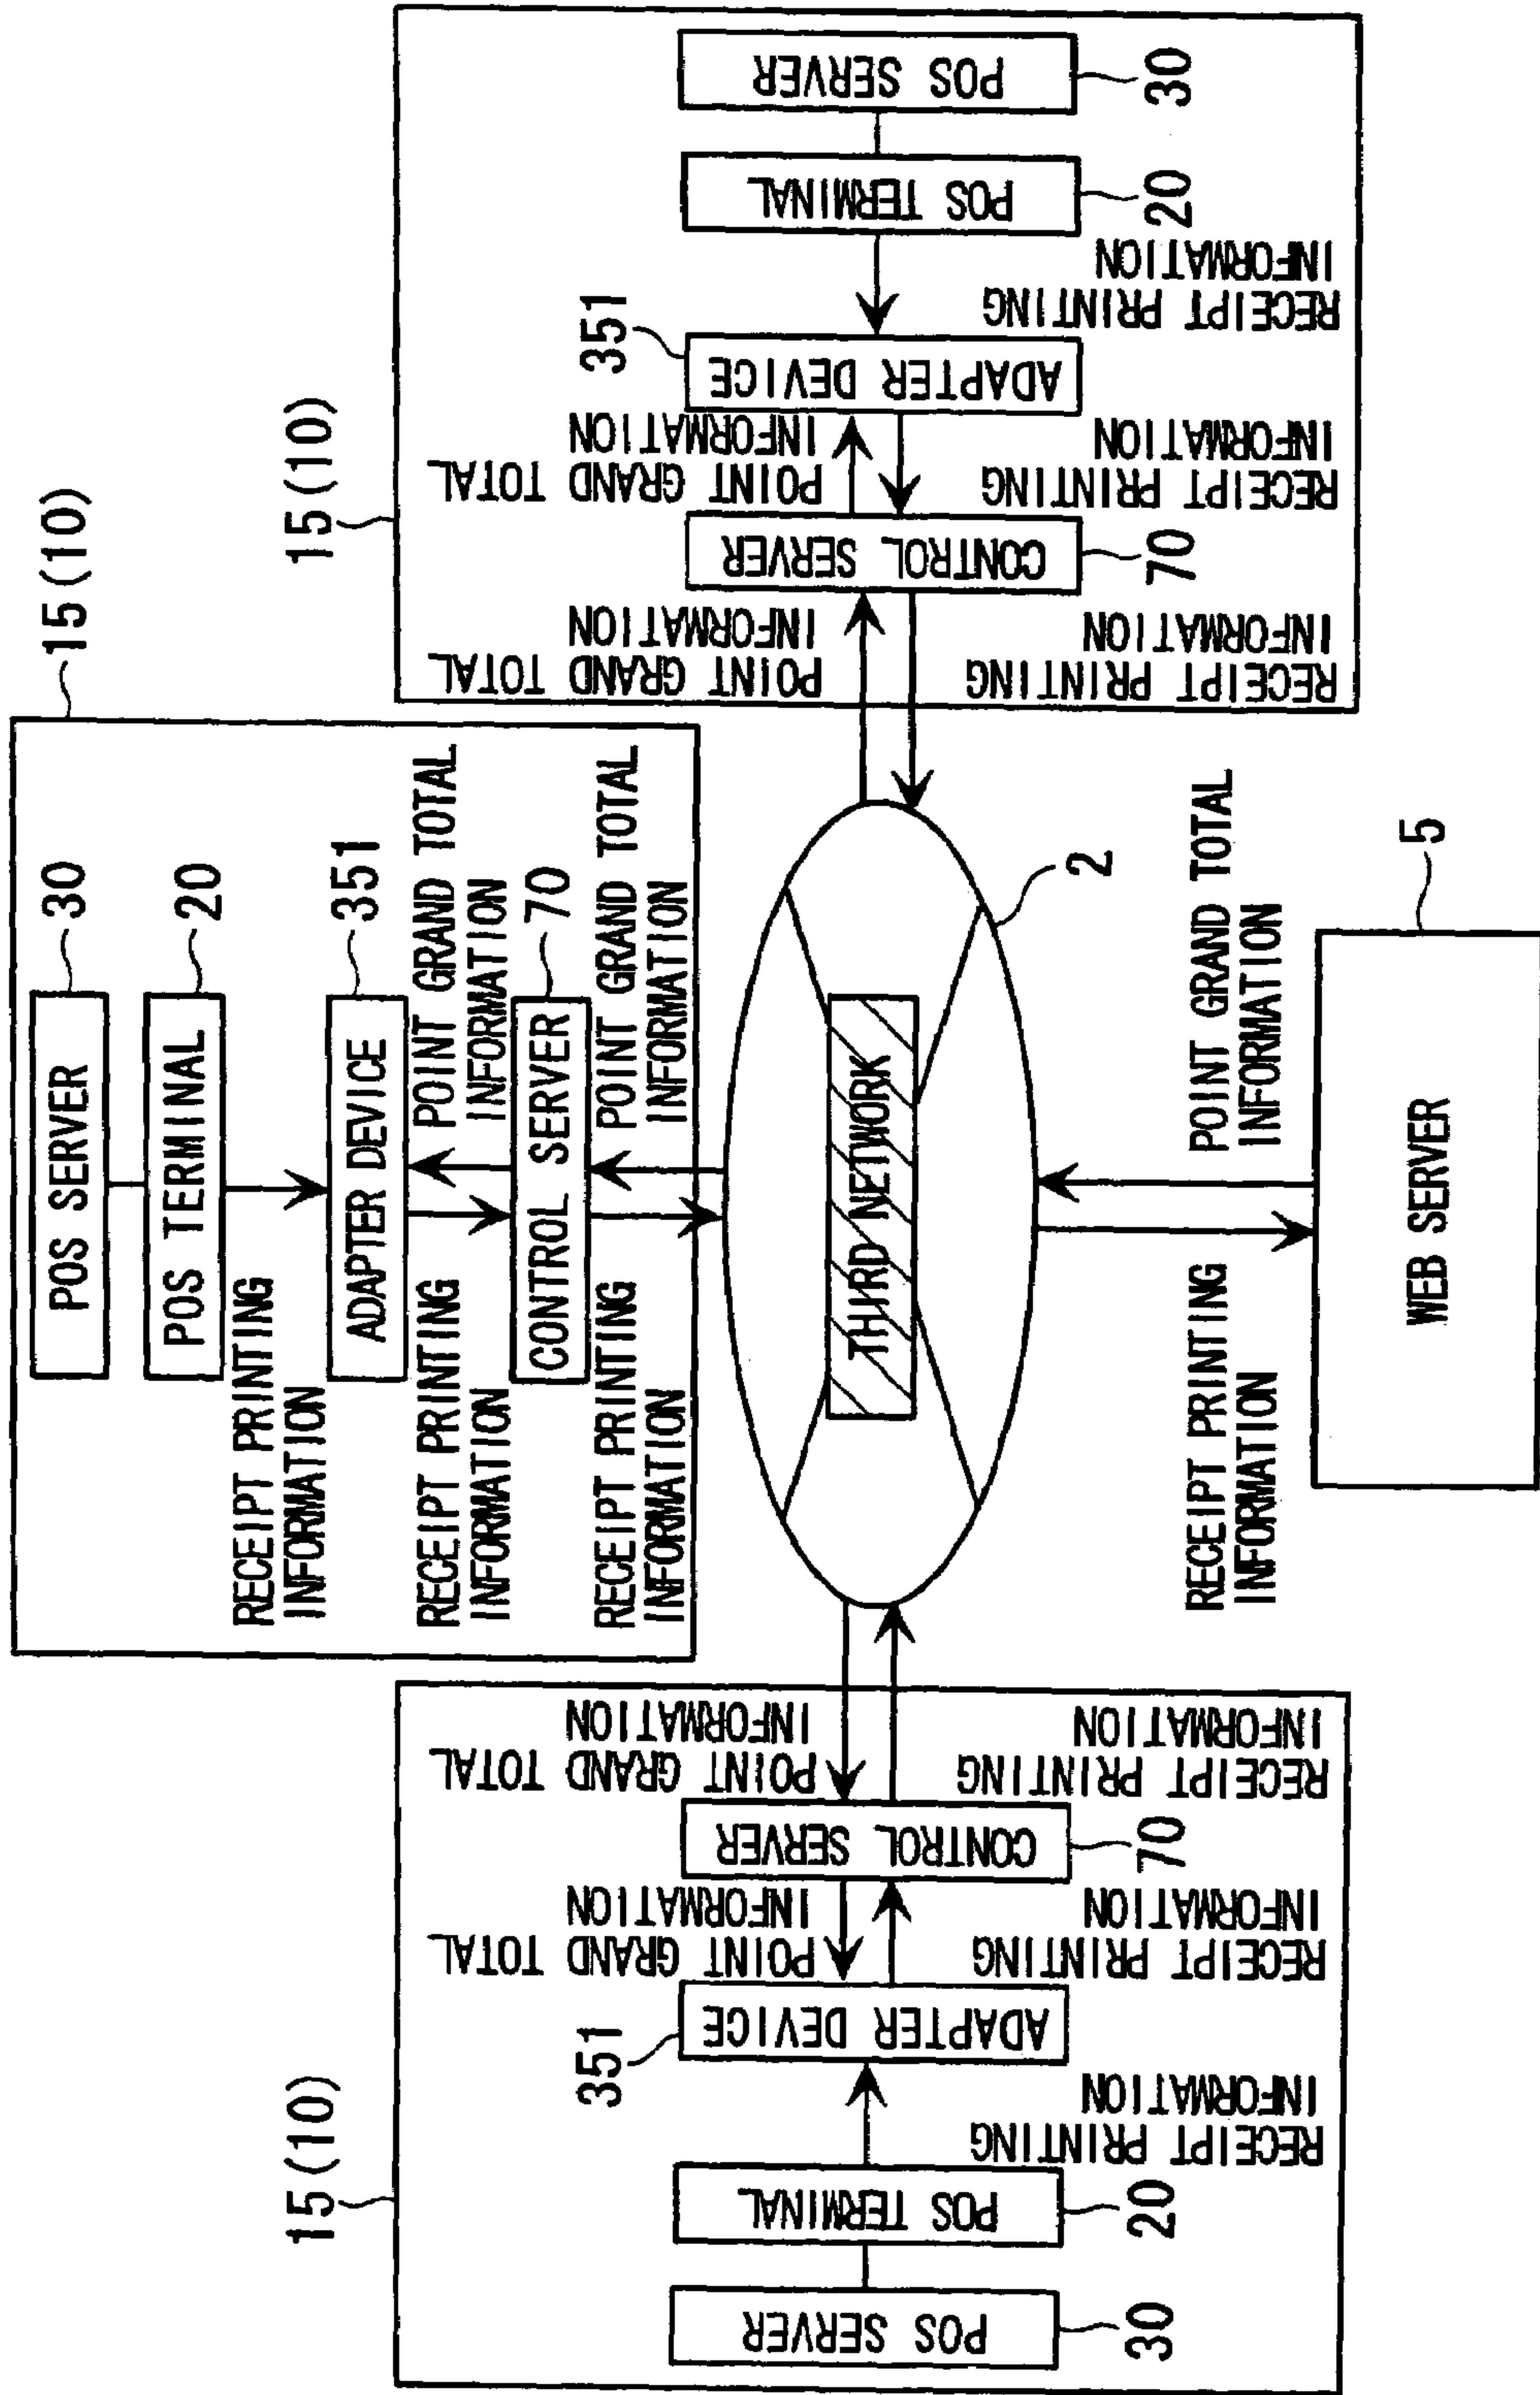 15(10)
POS SERVER
30
POS TERMINAL
20
RECEIPT PRINTING
INFORMATION
ADAPTER DEVICE
351
RECEIPT PRINTING
INFORMATION
POINT GRAND TOTAL
INFORMATION
CONTROL SERVER
70
RECEIPT PRINTING
INFORMATION
POINT GRAND TOTAL
INFORMATION
15(10)
POS SERVER
30
POS TERMINAL
20
RECEIPT PRINTING
INFORMATION
351
ADAPTER DEVICE
POINT GRAND TOTAL
INFORMATION
RECEIPT PRINTING
INFORMATION
CONTROL SERVER
70
POINT GRAND TOTAL
INFORMATION
RECEIPT PRINTING
INFORMATION
THIRD NETWORK
2
15(10)
POINT GRAND TOTAL
INFORMATION
RECEIPT PRINTING
INFORMATION
CONTROL SERVER
70
POINT GRAND TOTAL
INFORMATION
RECEIPT PRINTING
INFORMATION
351
ADAPTER DEVICE
RECEIPT PRINTING
INFORMATION
POS TERMINAL
20
POS SERVER
30
RECEIPT PRINTING
INFORMATION
POINT GRAND TOTAL
INFORMATION
WEB SERVER
5